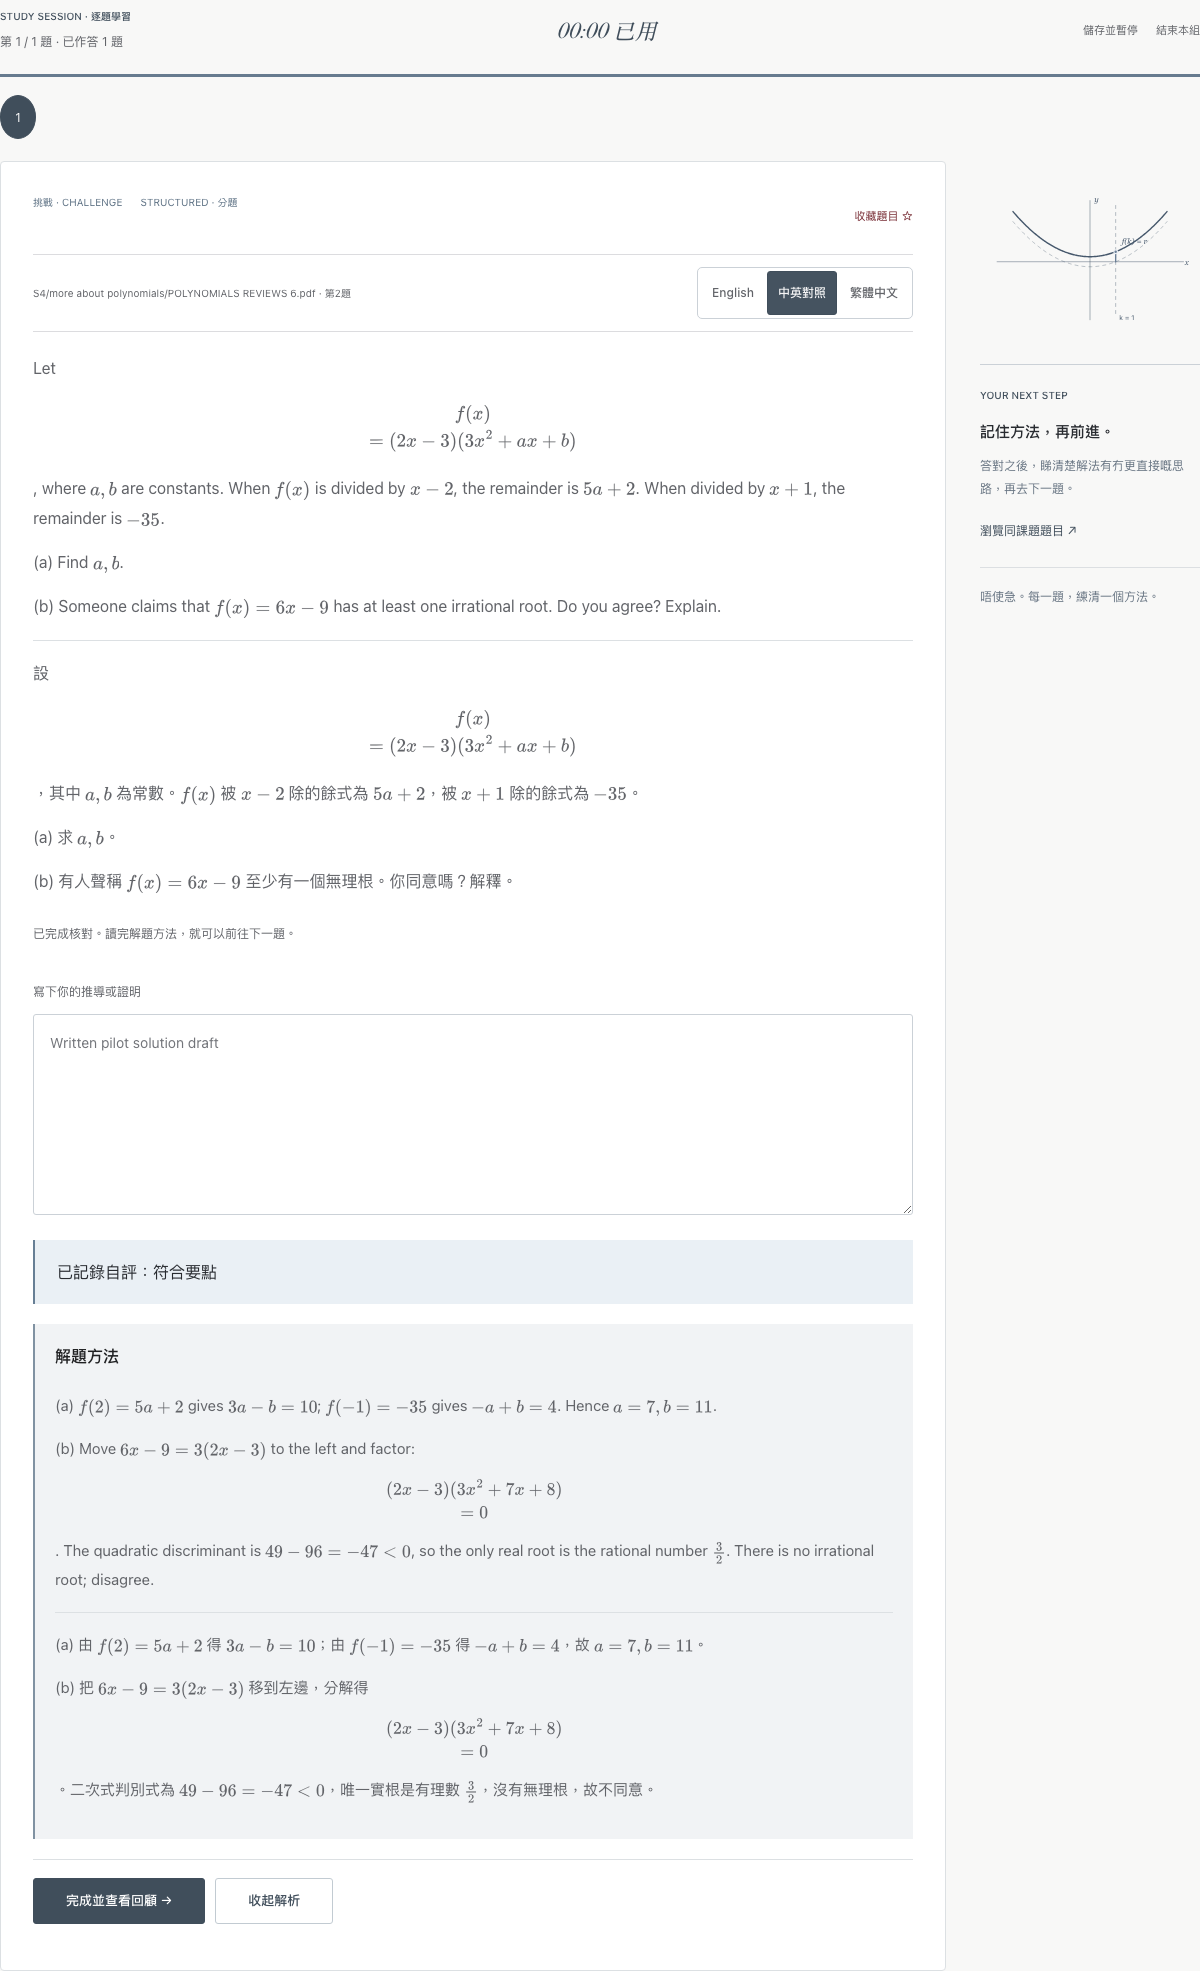 STUDY SESSION · 逐題學習
第 1 / 1 題 · 已作答 1 題
00:00 已用
儲存並暫停
結束本組
1
挑戰 · CHALLENGE
STRUCTURED · 分題
收藏題目 ☆
S4/more about polynomials/POLYNOMIALS REVIEWS 6.pdf · 第2題
English
中英對照
繁體中文
Let
f(x)
= (2x − 3)(3x² + ax + b)
, where a, b are constants. When f(x) is divided by x − 2, the remainder is 5a + 2. When divided by x + 1, the
remainder is −35.
(a) Find a, b.
(b) Someone claims that f(x) = 6x − 9 has at least one irrational root. Do you agree? Explain.
設
f(x)
= (2x − 3)(3x² + ax + b)
，其中 a, b 為常數。f(x) 被 x − 2 除的餘式為 5a + 2，被 x + 1 除的餘式為 −35。
(a) 求 a, b。
(b) 有人聲稱 f(x) = 6x − 9 至少有一個無理根。你同意嗎？解釋。
已完成核對。讀完解題方法，就可以前往下一題。
寫下你的推導或證明
Written pilot solution draft
已記錄自評：符合要點
解題方法
(a) f(2) = 5a + 2 gives 3a − b = 10; f(−1) = −35 gives −a + b = 4. Hence a = 7, b = 11.
(b) Move 6x − 9 = 3(2x − 3) to the left and factor:
(2x − 3)(3x² + 7x + 8)
= 0
. The quadratic discriminant is 49 − 96 = −47 < 0, so the only real root is the rational number 3/2. There is no irrational
root; disagree.
(a) 由 f(2) = 5a + 2 得 3a − b = 10；由 f(−1) = −35 得 −a + b = 4，故 a = 7, b = 11。
(b) 把 6x − 9 = 3(2x − 3) 移到左邊，分解得
(2x − 3)(3x² + 7x + 8)
= 0
。二次式判別式為 49 − 96 = −47 < 0，唯一實根是有理數 3/2，沒有無理根，故不同意。
完成並查看回顧 →
收起解析
y
f(k) = r
x
k = 1
YOUR NEXT STEP
記住方法，再前進。
答對之後，睇清楚解法有冇更直接嘅思
路，再去下一題。
瀏覽同課題題目 ↗
唔使急。每一題，練清一個方法。